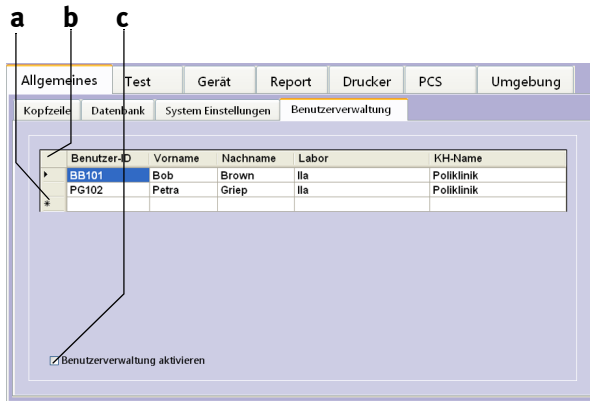 a b c
Allgemeines Test Gerät Report Drucker PCS Umgebung
Kopfzeile Datenbank System Einstellungen Benutzerverwaltung
Benutzer-ID Vorname Nachname Labor KH-Name
BB101 Bob Brown IIa Poliklinik
PG102 Petra Griep IIa Poliklinik
*
Benutzerverwaltung aktivieren